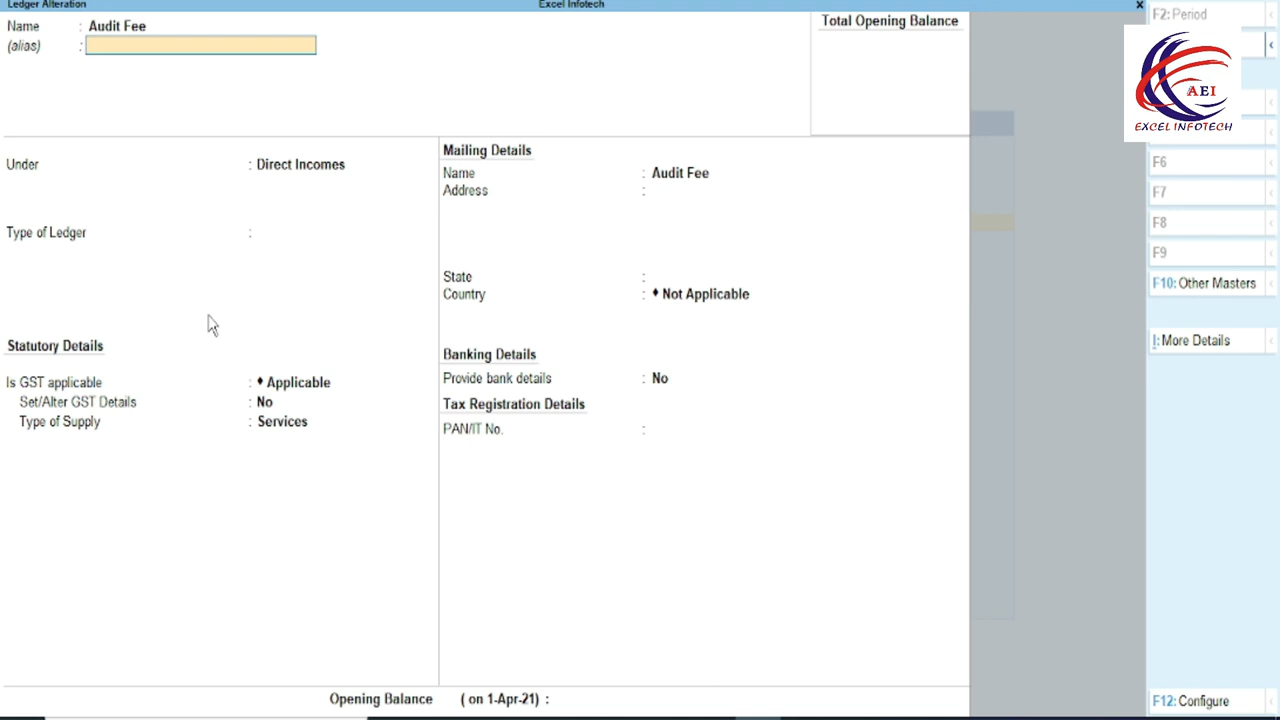 Ledger Alteration
Excel Infotech
x
Name : Audit Fee
(alias) :
Total Opening Balance
Under : Direct Incomes
Type of Ledger :
Statutory Details
Is GST applicable : ♦ Applicable
Set/Alter GST Details : No
Type of Supply : Services
Mailing Details
Name : Audit Fee
Address :
State :
Country : ♦ Not Applicable
Banking Details
Provide bank details : No
Tax Registration Details
PAN/IT No. :
Opening Balance ( on 1-Apr-21) :
F2: Period
AEI
EXCEL INFOTECH
F6
F7
F8
F9
F10: Other Masters
I: More Details
F12: Configure